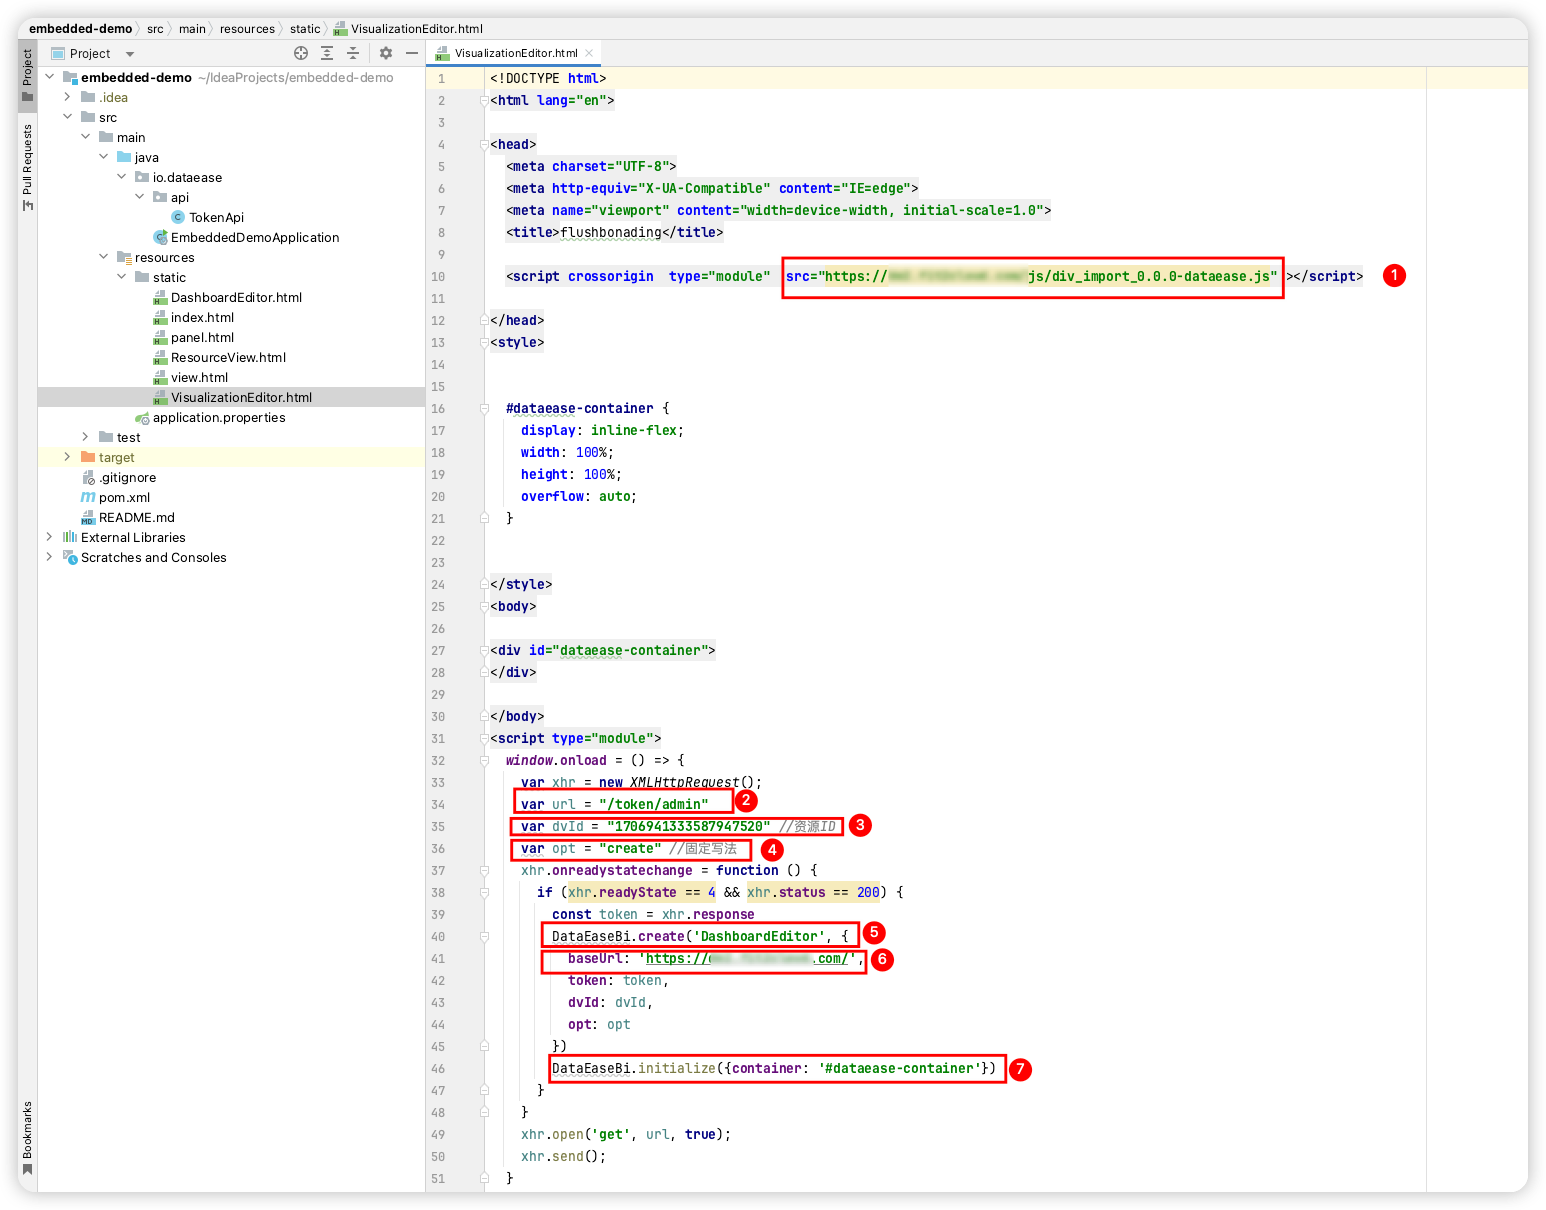 embedded-demo src main resources static VisualizationEditor.html
Project
Pull Requests
Bookmarks
Project
embedded-demo ~/IdeaProjects/embedded-demo
.idea
src
main
java
io.dataease
api
TokenApi
EmbeddedDemoApplication
resources
static
DashboardEditor.html
index.html
panel.html
ResourceView.html
view.html
VisualizationEditor.html
application.properties
test
target
.gitignore
pom.xml
README.md
External Libraries
Scratches and Consoles
VisualizationEditor.html
1 <!DOCTYPE html>
2 <html lang="en">
3
4 <head>
5 <meta charset="UTF-8">
6 <meta http-equiv="X-UA-Compatible" content="IE=edge">
7 <meta name="viewport" content="width=device-width, initial-scale=1.0">
8 <title>flushbonading</title>
9
10 <script crossorigin type="module" src="https:// js/div_import_0.0.0-dataease.js" ></script> 1
11
12 </head>
13 <style>
14
15
16 #dataease-container {
17 display: inline-flex;
18 width: 100%;
19 height: 100%;
20 overflow: auto;
21 }
22
23
24 </style>
25 <body>
26
27 <div id="dataease-container">
28 </div>
29
30 </body>
31 <script type="module">
32 window.onload = () => {
33 var xhr = new XMLHttpRequest();
34 var url = "/token/admin" 2
35 var dvId = "1706941333587947520" //资源ID 3
36 var opt = "create" //固定写法 4
37 xhr.onreadystatechange = function () {
38 if (xhr.readyState == 4 && xhr.status == 200) {
39 const token = xhr.response
40 DataEaseBi.create('DashboardEditor', { 5
41 baseUrl: 'https:// .com/', 6
42 token: token,
43 dvId: dvId,
44 opt: opt
45 })
46 DataEaseBi.initialize({container: '#dataease-container'}) 7
47 }
48 }
49 xhr.open('get', url, true);
50 xhr.send();
51 }